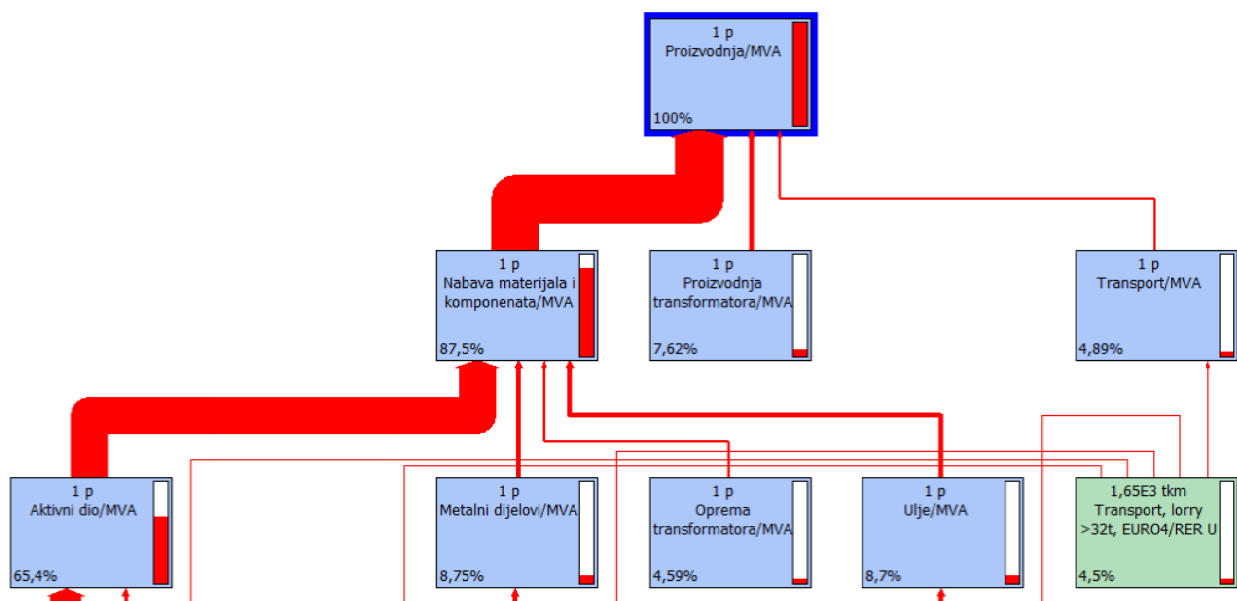 1 p
Proizvodnja/MVA
100%
1 p
Nabava materijala i
komponenata/MVA
87,5%
1 p
Proizvodnja
transformatora/MVA
7,62%
1 p
Transport/MVA
4,89%
1 p
Aktivni dio/MVA
65,4%
1 p
Metalni dijelovi/MVA
8,75%
1 p
Oprema
transformatora/MVA
4,59%
1 p
Ulje/MVA
8,7%
1,65E3 tkm
Transport, lorry
>32t, EURO4/RER U
4,5%